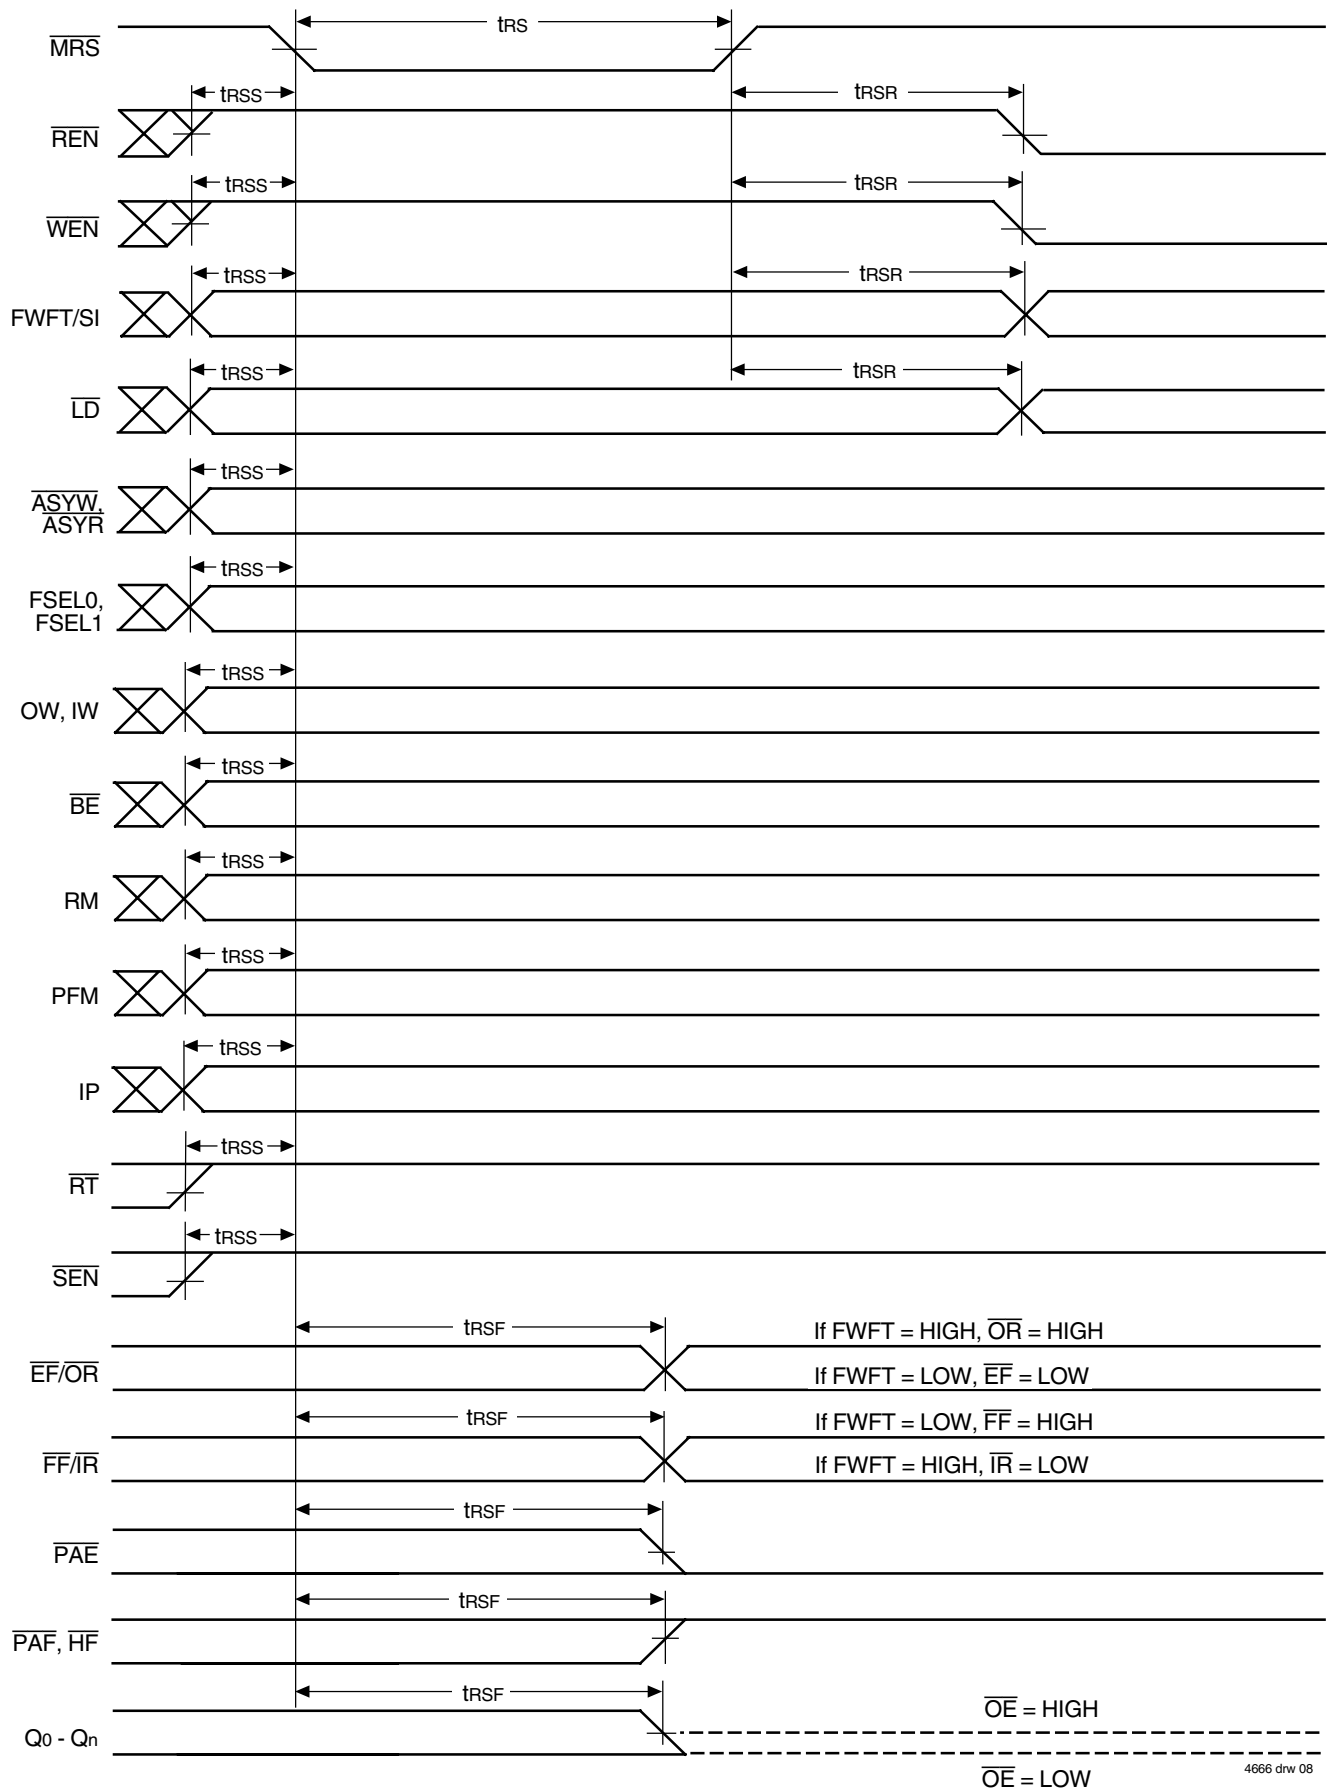 tRS
MRS
tRSS
tRSR
REN
tRSS
tRSR
WEN
tRSS
tRSR
FWFT/SI
tRSS
tRSR
LD
tRSS
ASYW,
ASYR
tRSS
FSEL0,
FSEL1
tRSS
OW, IW
tRSS
BE
tRSS
RM
tRSS
PFM
tRSS
IP
tRSS
RT
tRSS
SEN
tRSF
If FWFT = HIGH, OR = HIGH
EF/OR
If FWFT = LOW, EF = LOW
tRSF
If FWFT = LOW, FF = HIGH
FF/IR
If FWFT = HIGH, IR = LOW
tRSF
PAE
tRSF
PAF, HF
tRSF
OE = HIGH
Q0 - Qn
OE = LOW
4666 drw 08